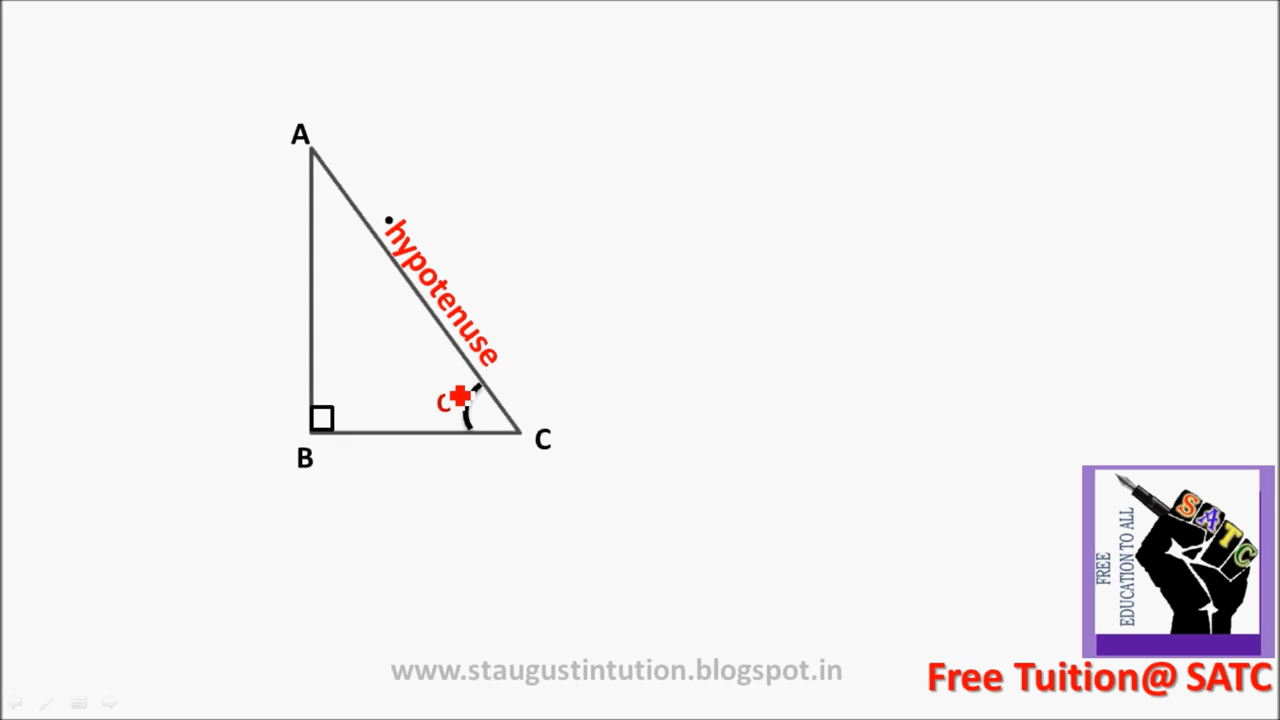 A
hypotenuse
C
B
C
SATC
FREE
EDUCATION TO ALL
www.staugustintution.blogspot.in
Free Tuition@ SATC